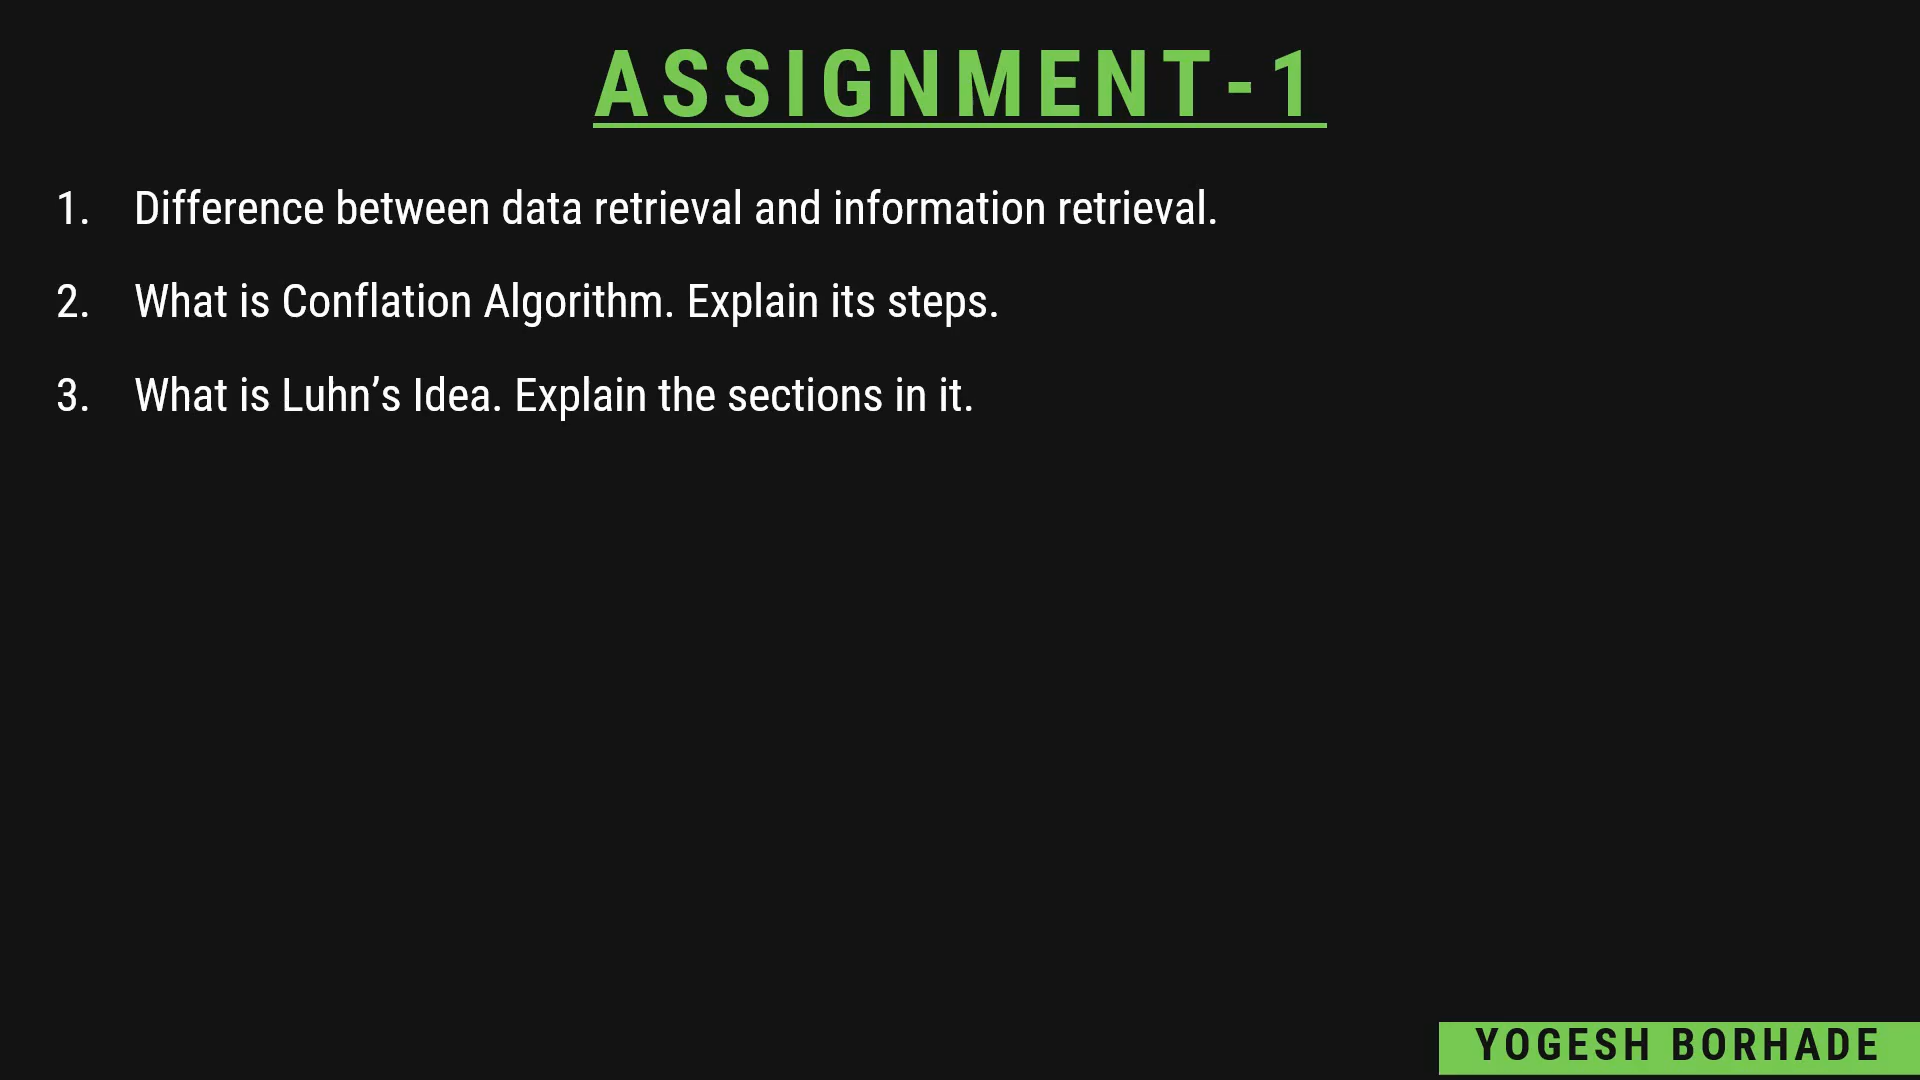 ASSIGNMENT-1
1. Difference between data retrieval and information retrieval.
2. What is Conflation Algorithm. Explain its steps.
3. What is Luhn’s Idea. Explain the sections in it.
YOGESH BORHADE